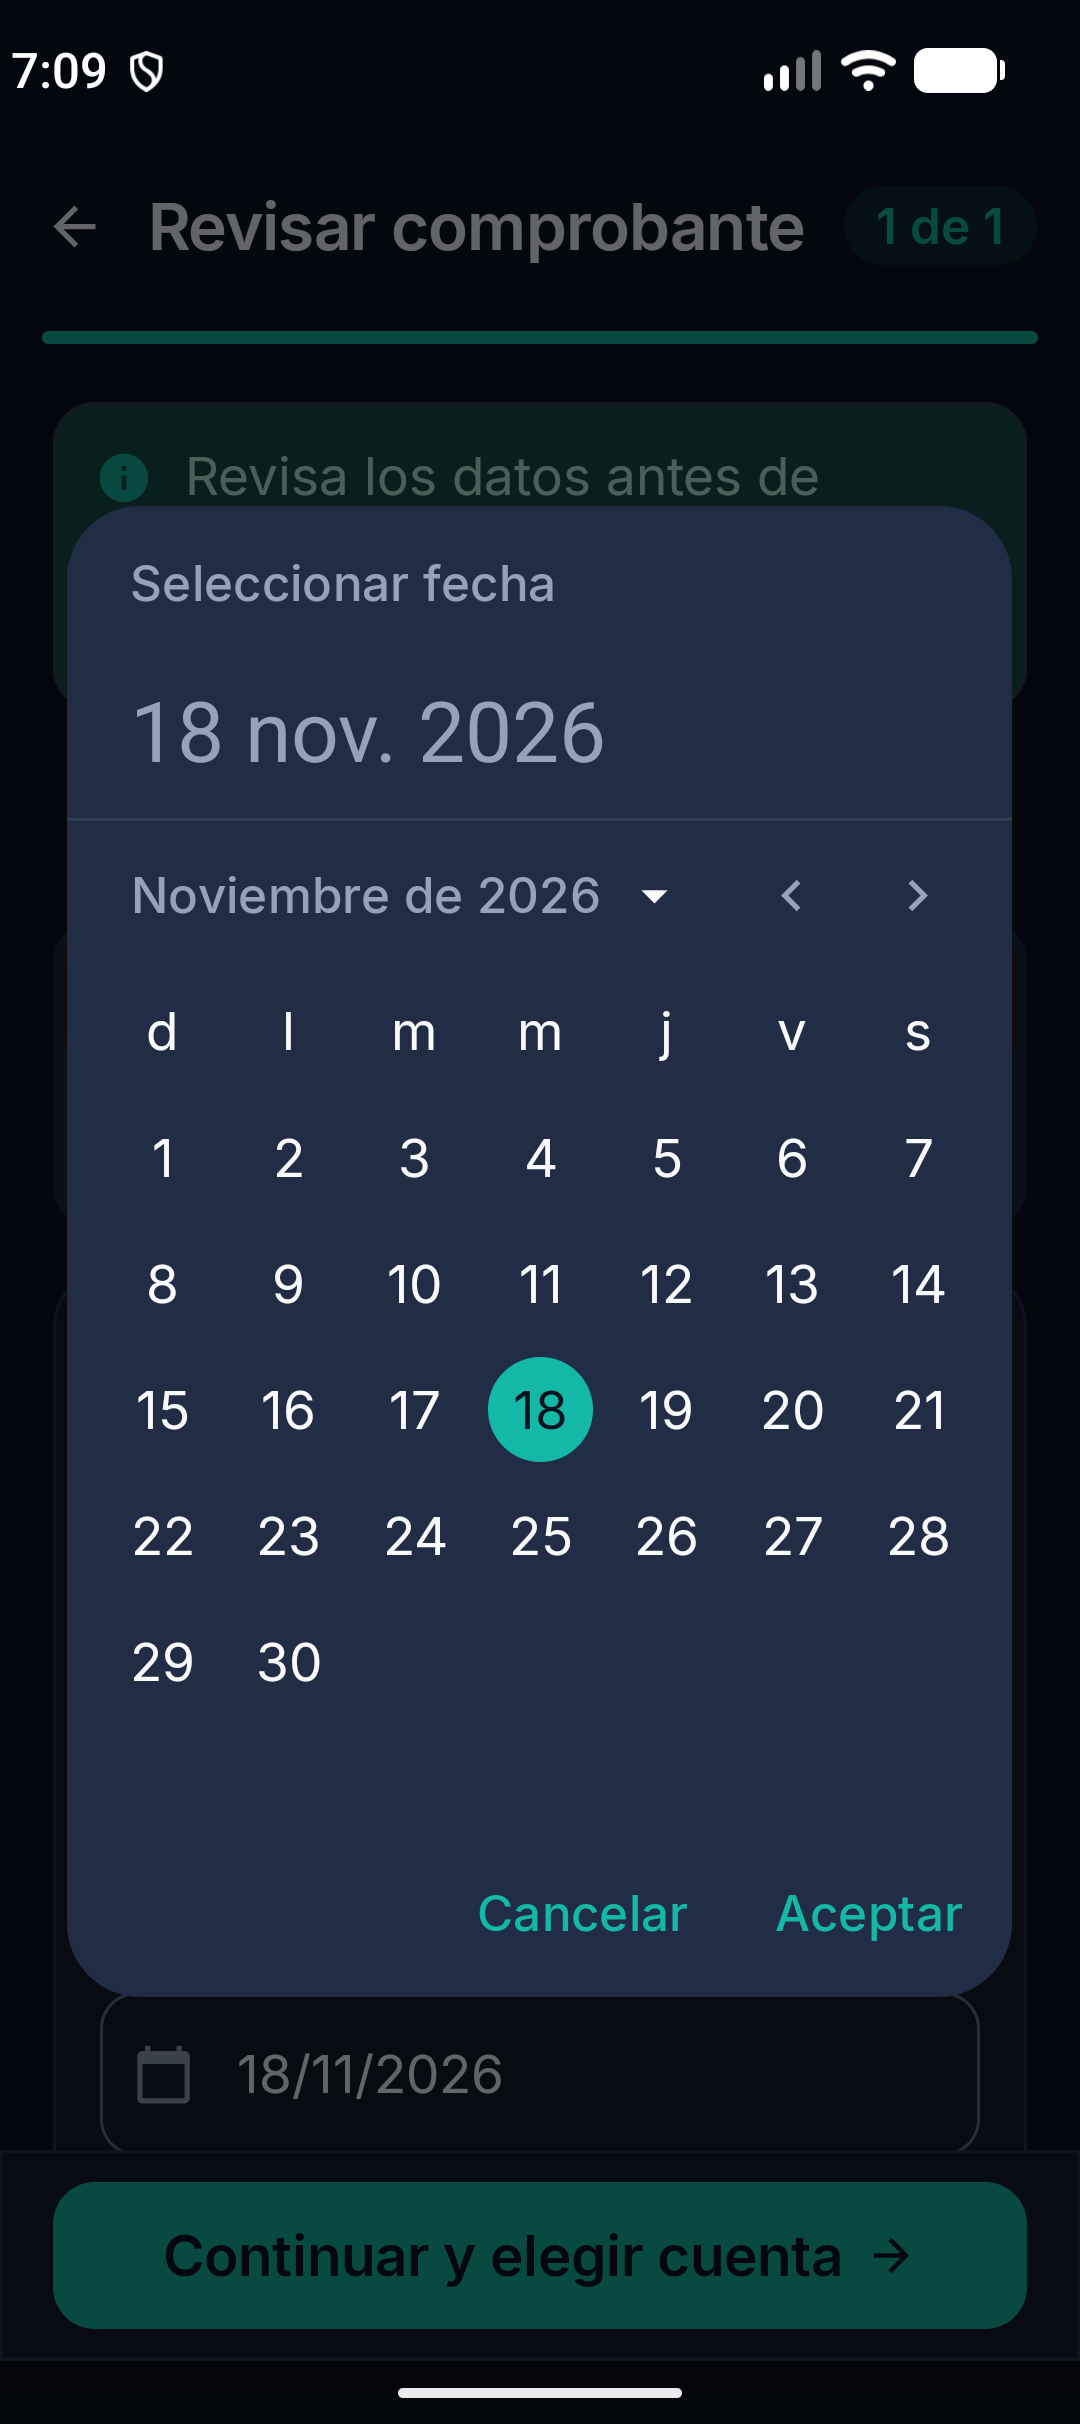 7:09
Revisar comprobante
1 de 1
Revisa los datos antes de
Seleccionar fecha
18 nov. 2026
Noviembre de 2026
d l m m j v s
1 2 3 4 5 6 7
8 9 10 11 12 13 14
15 16 17 18 19 20 21
22 23 24 25 26 27 28
29 30
Cancelar Aceptar
18/11/2026
Continuar y elegir cuenta →